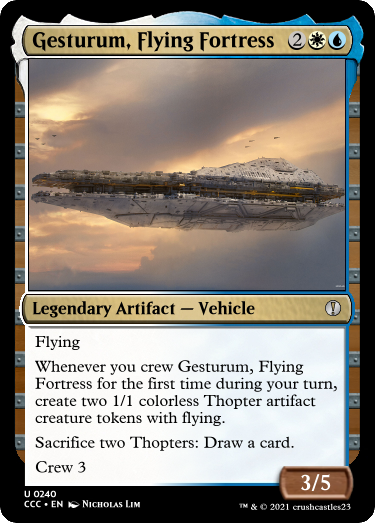 Gesturum, Flying Fortress 2
Legendary Artifact — Vehicle
Flying
Whenever you crew Gesturum, Flying
Fortress for the first time during your turn,
create two 1/1 colorless Thopter artifact
creature tokens with flying.
Sacrifice two Thopters: Draw a card.
Crew 3
3/5
U 0240
CCC • EN Nicholas Lim
™ & © 2021 crushcastles23